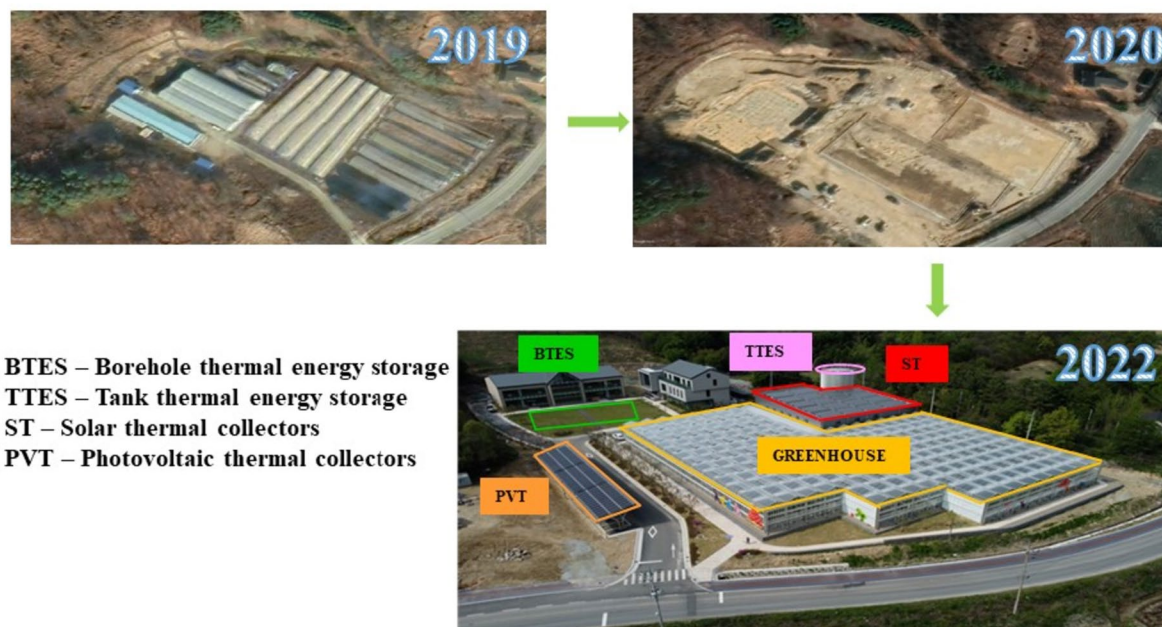 2019
2020
BTES – Borehole thermal energy storage
TTES – Tank thermal energy storage
ST – Solar thermal collectors
PVT – Photovoltaic thermal collectors
2022
BTES
TTES
ST
GREENHOUSE
PVT